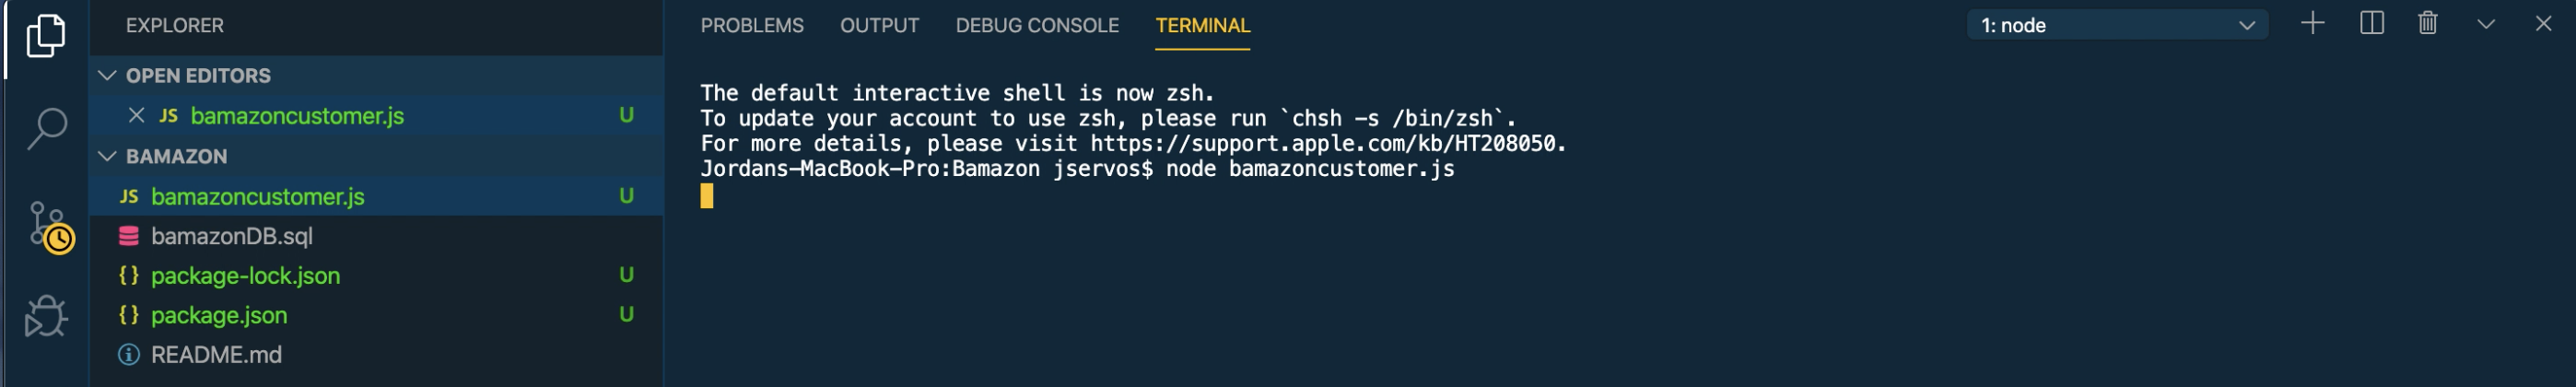 EXPLORER
OPEN EDITORS
JS bamazoncustomer.js U
BAMAZON
JS bamazoncustomer.js U
bamazonDB.sql
{} package-lock.json U
{} package.json U
README.md
PROBLEMS OUTPUT DEBUG CONSOLE TERMINAL 1: node
The default interactive shell is now zsh.
To update your account to use zsh, please run `chsh -s /bin/zsh`.
For more details, please visit https://support.apple.com/kb/HT208050.
Jordans-MacBook-Pro:Bamazon jservos$ node bamazoncustomer.js